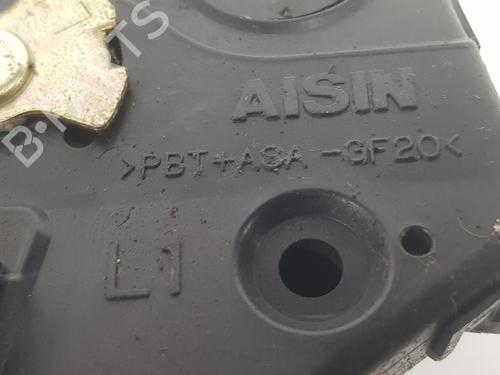 B-PARTS
AISIN
>PBT+ASA-GF20<
L1